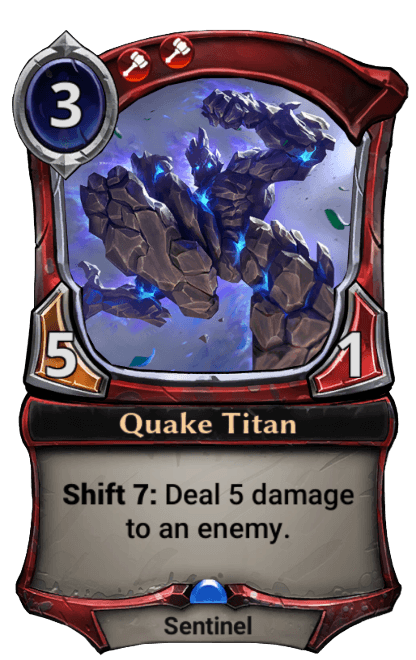 3
5
1
Quake Titan
Shift 7: Deal 5 damage
to an enemy.
Sentinel